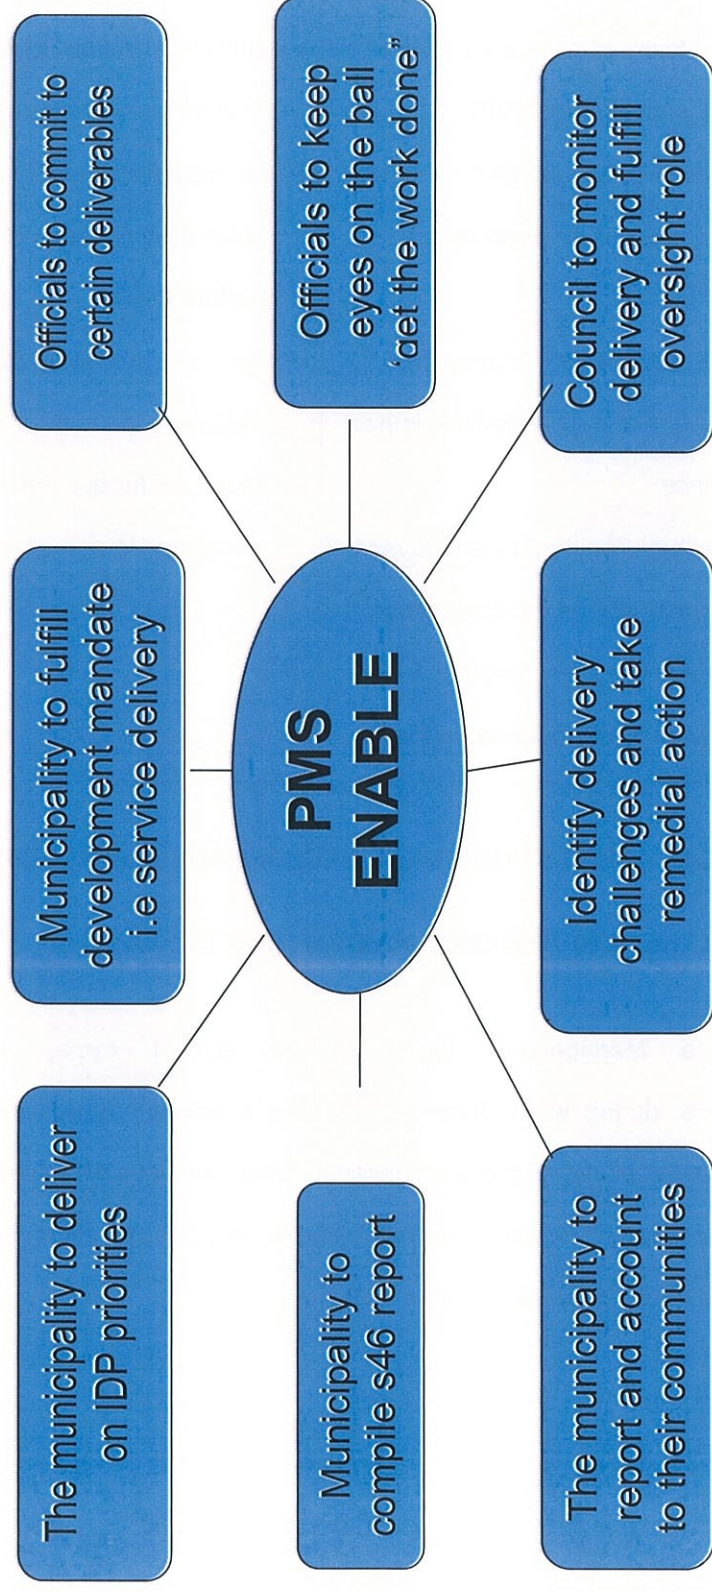 The municipality to deliver
on IDP priorities
Municipality to fulfill
development mandate
i.e service delivery
Officials to commit to
certain deliverables
Municipality to
compile s46 report
PMS
ENABLE
Officials to keep
eyes on the ball
‘get the work done”
The municipality to
report and account
to their communities
Identify delivery
challenges and take
remedial action
Council to monitor
delivery and fulfill
oversight role